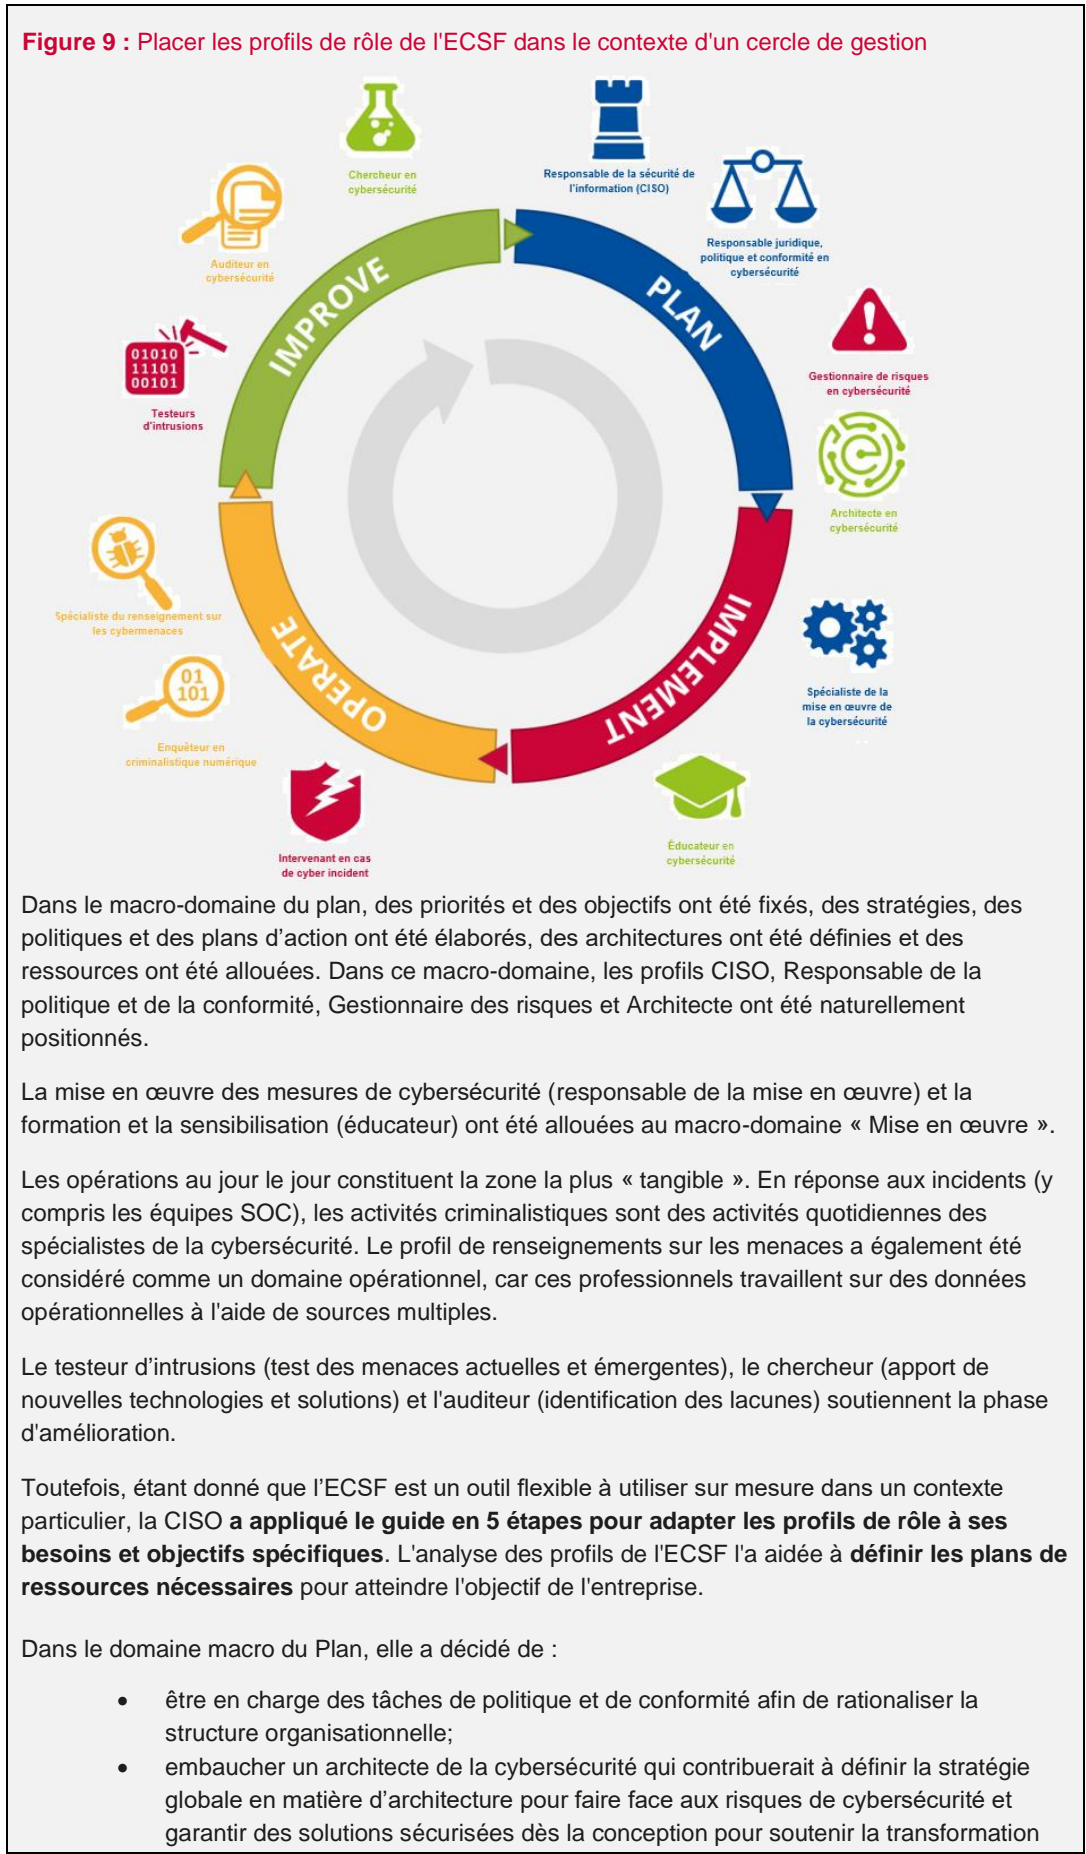 Figure 9 : Placer les profils de rôle de l'ECSF dans le contexte d'un cercle de gestion
Chercheur en
cybersécurité
Responsable de la sécurité de
l'information (CISO)
Responsable juridique,
politique et conformité en
cybersécurité
Auditeur en
cybersécurité
IMPROVE
PLAN
Gestionnaire de risques
en cybersécurité
01010
11101
00101
Testeurs
d'intrusions
Architecte en
cybersécurité
Spécialiste du renseignement sur
les cybermenaces
OPERATE
IMPLEMENT
Spécialiste de la
mise en œuvre de
la cybersécurité
01
101
Enquêteur en
criminalistique numérique
Intervenant en cas
de cyber incident
Éducateur en
cybersécurité
Dans le macro-domaine du plan, des priorités et des objectifs ont été fixés, des stratégies, des
politiques et des plans d'action ont été élaborés, des architectures ont été définies et des
ressources ont été allouées. Dans ce macro-domaine, les profils CISO, Responsable de la
politique et de la conformité, Gestionnaire des risques et Architecte ont été naturellement
positionnés.
La mise en œuvre des mesures de cybersécurité (responsable de la mise en œuvre) et la
formation et la sensibilisation (éducateur) ont été allouées au macro-domaine « Mise en œuvre ».
Les opérations au jour le jour constituent la zone la plus « tangible ». En réponse aux incidents (y
compris les équipes SOC), les activités criminalistiques sont des activités quotidiennes des
spécialistes de la cybersécurité. Le profil de renseignements sur les menaces a également été
considéré comme un domaine opérationnel, car ces professionnels travaillent sur des données
opérationnelles à l'aide de sources multiples.
Le testeur d'intrusions (test des menaces actuelles et émergentes), le chercheur (apport de
nouvelles technologies et solutions) et l'auditeur (identification des lacunes) soutiennent la phase
d'amélioration.
Toutefois, étant donné que l'ECSF est un outil flexible à utiliser sur mesure dans un contexte
particulier, la CISO a appliqué le guide en 5 étapes pour adapter les profils de rôle à ses
besoins et objectifs spécifiques. L'analyse des profils de l'ECSF l'a aidée à définir les plans de
ressources nécessaires pour atteindre l'objectif de l'entreprise.
Dans le domaine macro du Plan, elle a décidé de :
• être en charge des tâches de politique et de conformité afin de rationaliser la
structure organisationnelle;
• embaucher un architecte de la cybersécurité qui contribuerait à définir la stratégie
globale en matière d'architecture pour faire face aux risques de cybersécurité et
garantir des solutions sécurisées dès la conception pour soutenir la transformation